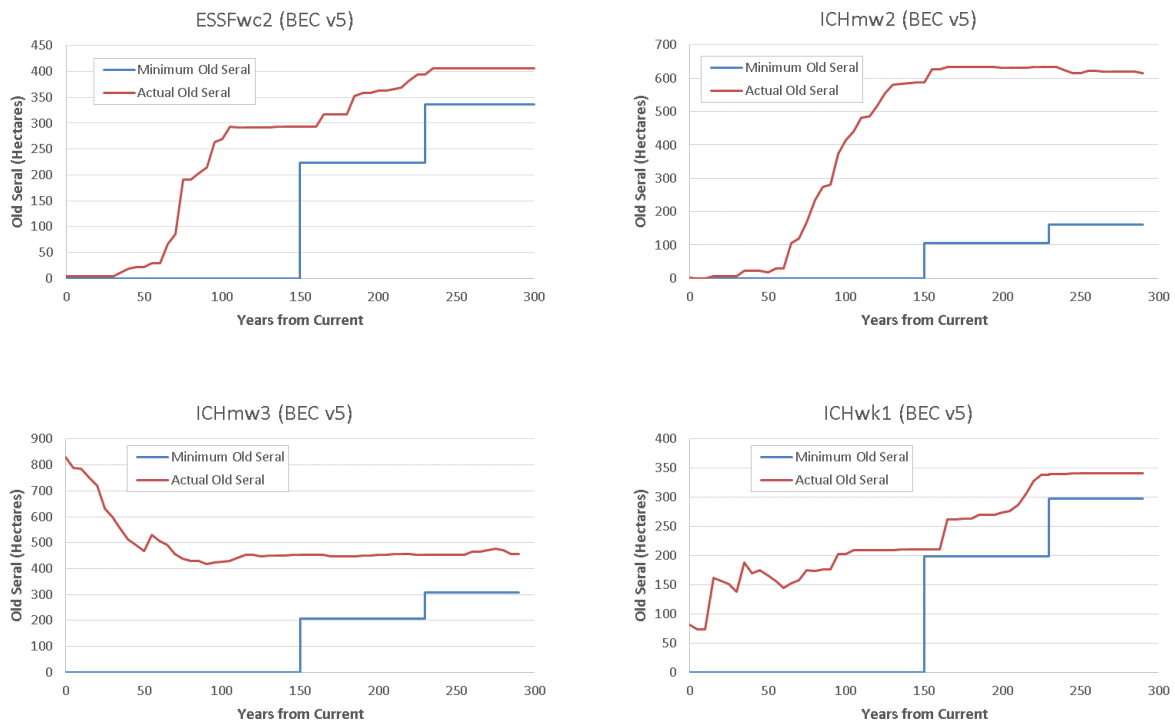 ESSFwc2 (BEC v5)
450
400
350
300
250
200
150
100
50
0
Old Seral (Hectares)
Minimum Old Seral
Actual Old Seral
0 50 100 150 200 250 300
Years from Current
ICHmw2 (BEC v5)
700
600
500
400
300
200
100
0
Old Seral (Hectares)
Minimum Old Seral
Actual Old Seral
0 50 100 150 200 250 300
Years from Current
ICHmw3 (BEC v5)
900
800
700
600
500
400
300
200
100
0
Old Seral (Hectares)
Minimum Old Seral
Actual Old Seral
0 50 100 150 200 250 300
Years from Current
ICHwk1 (BEC v5)
400
350
300
250
200
150
100
50
0
Old Seral (Hectares)
Minimum Old Seral
Actual Old Seral
0 50 100 150 200 250 300
Years from Current